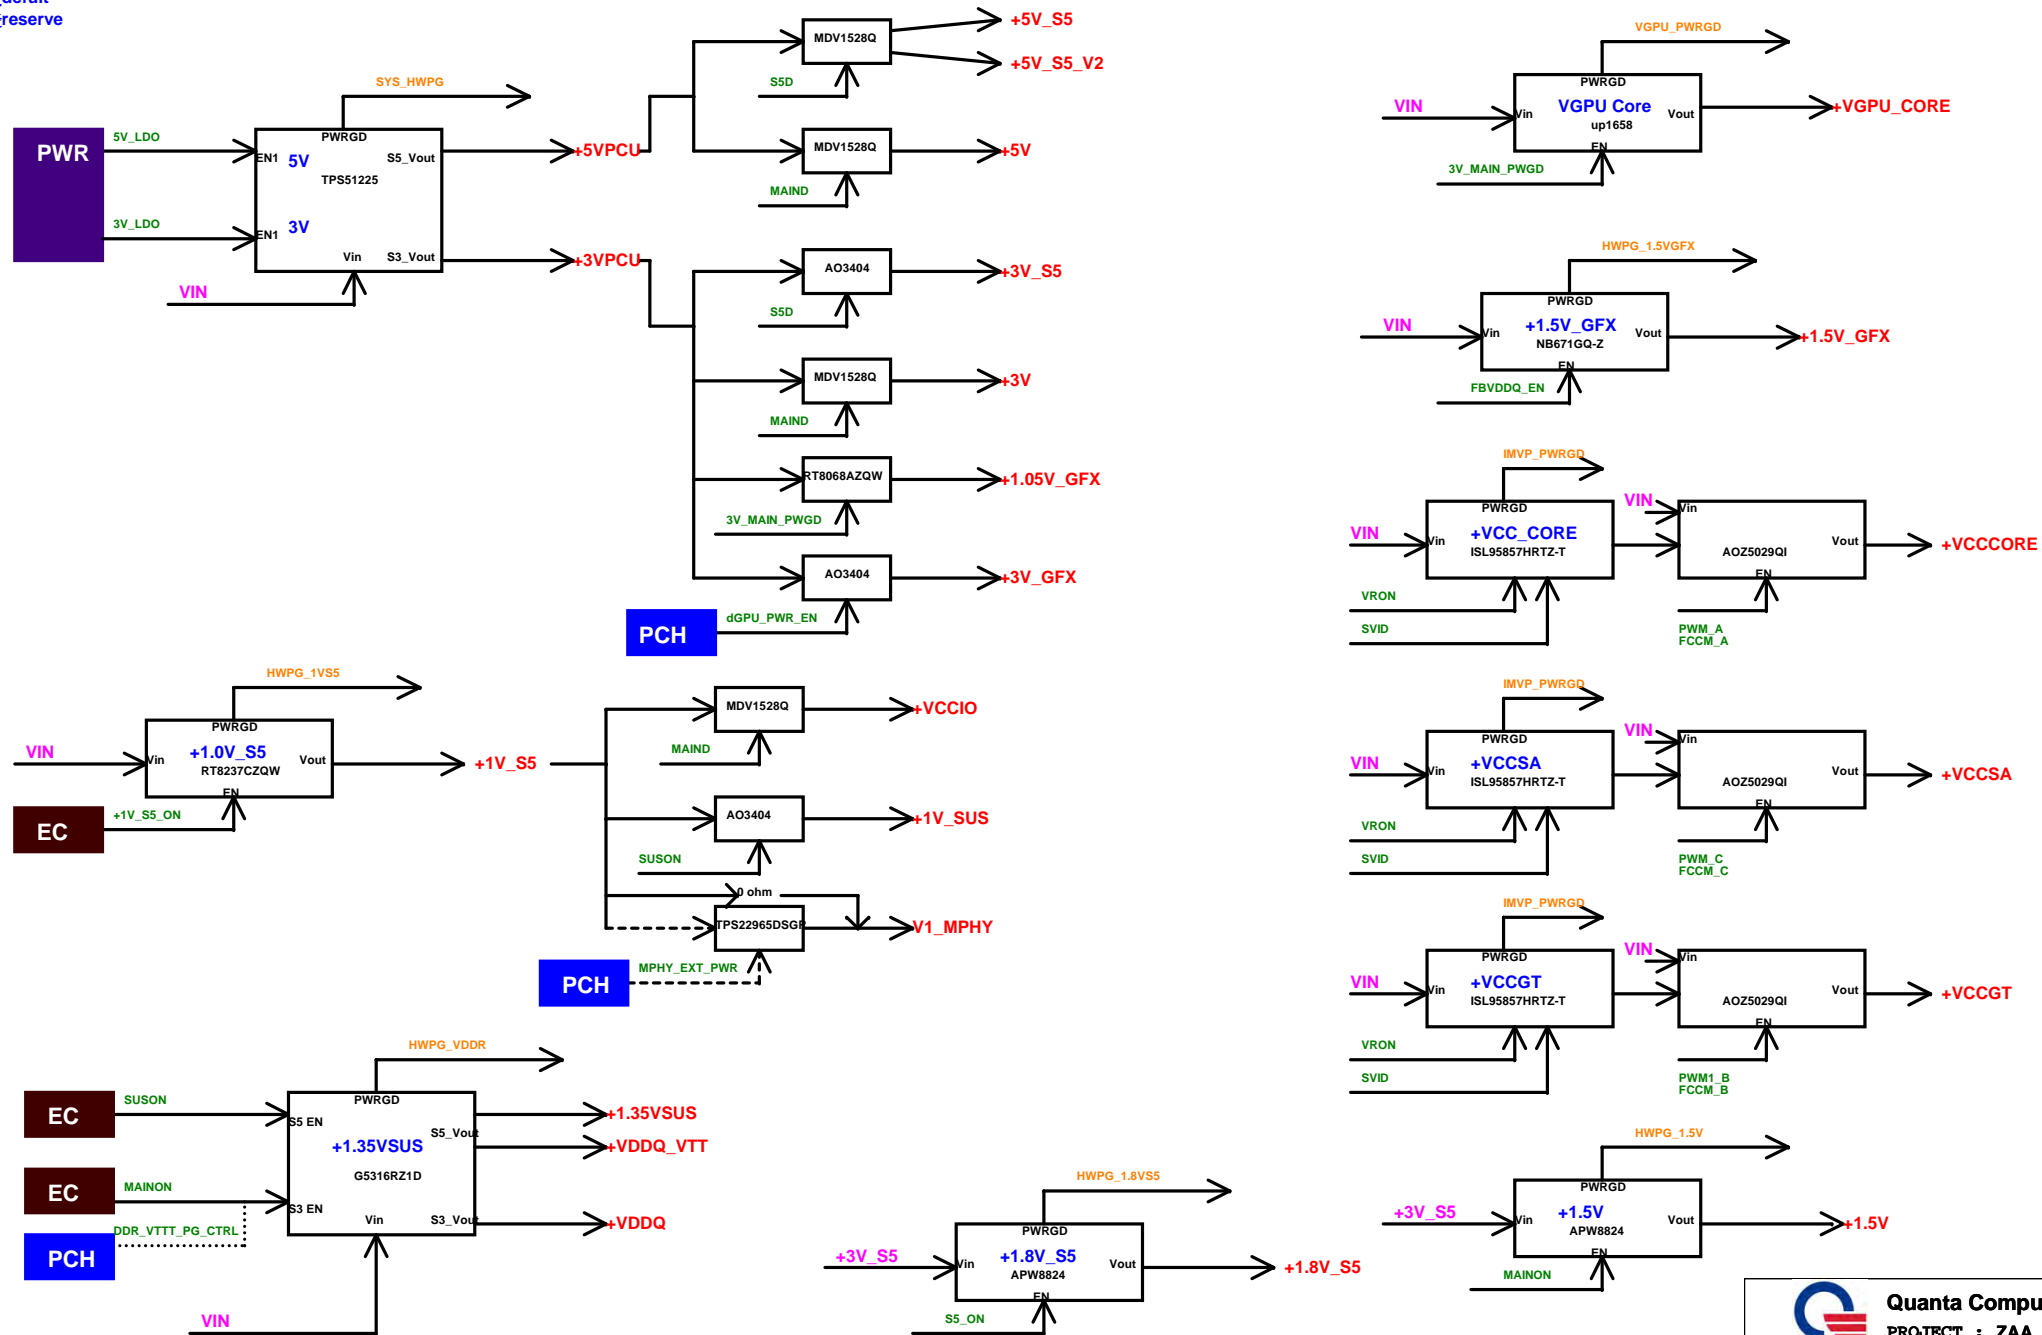 reserve
SYS_HWPG
PWR
5V_LDO
3V_LDO
PWRGD
EN1
5V
S5_Vout
TPS51225
EN1
3V
Vin
S3_Vout
VIN
+5VPCU
+3VPCU
MDV1528Q
S5D
+5V_S5
+5V_S5_V2
MDV1528Q
MAIND
+5V
AO3404
S5D
+3V_S5
MDV1528Q
MAIND
+3V
RT8068AZQW
3V_MAIN_PWGD
+1.05V_GFX
AO3404
dGPU_PWR_EN
+3V_GFX
PCH
HWPG_1VS5
PWRGD
VIN
Vin
+1.0V_S5
Vout
RT8237CZQW
EN
EC
+1V_S5_ON
+1V_S5
MDV1528Q
MAIND
+VCCIO
AO3404
SUSON
+1V_SUS
0 ohm
V1_MPHY
PCH
MPHY_EXT_PWR
HWPG_VDDR
EC
SUSON
PWRGD
S5 EN
S5_Vout
+1.35VSUS
G5316RZ1D
EC
MAINON
S3 EN
Vin
S3_Vout
PCH
DDR_VTTT_PG_CTRL
VIN
+1.35VSUS
+VDDQ_VTT
+VDDQ
HWPG_1.8VS5
PWRGD
+3V_S5
Vin
+1.8V_S5
Vout
APW8824
EN
S5_ON
+1.8V_S5
VGPU_PWRGD
PWRGD
VIN
Vin
VGPU Core
Vout
up1658
EN
3V_MAIN_PWGD
+VGPU_CORE
HWPG_1.5VGFX
PWRGD
VIN
Vin
+1.5V_GFX
Vout
NB671GQ-Z
EN
FBVDDQ_EN
+1.5V_GFX
IMVP_PWRGD
PWRGD
VIN
Vin
+VCC_CORE
ISL95857HRTZ-T
VRON
SVID
VIN
Vin
AOZ5029QI
Vout
EN
PWM_A
FCCM_A
+VCCCORE
IMVP_PWRGD
PWRGD
VIN
Vin
+VCCSA
ISL95857HRTZ-T
VRON
SVID
VIN
Vin
AOZ5029QI
Vout
EN
PWM_C
FCCM_C
+VCCSA
IMVP_PWRGD
PWRGD
VIN
Vin
+VCCGT
ISL95857HRTZ-T
VRON
SVID
VIN
Vin
AOZ5029QI
Vout
EN
PWM1_B
FCCM_B
+VCCGT
HWPG_1.5V
PWRGD
+3V_S5
Vin
+1.5V
Vout
APW8824
EN
MAINON
+1.5V
Quanta Compu
PROJECT : ZAA